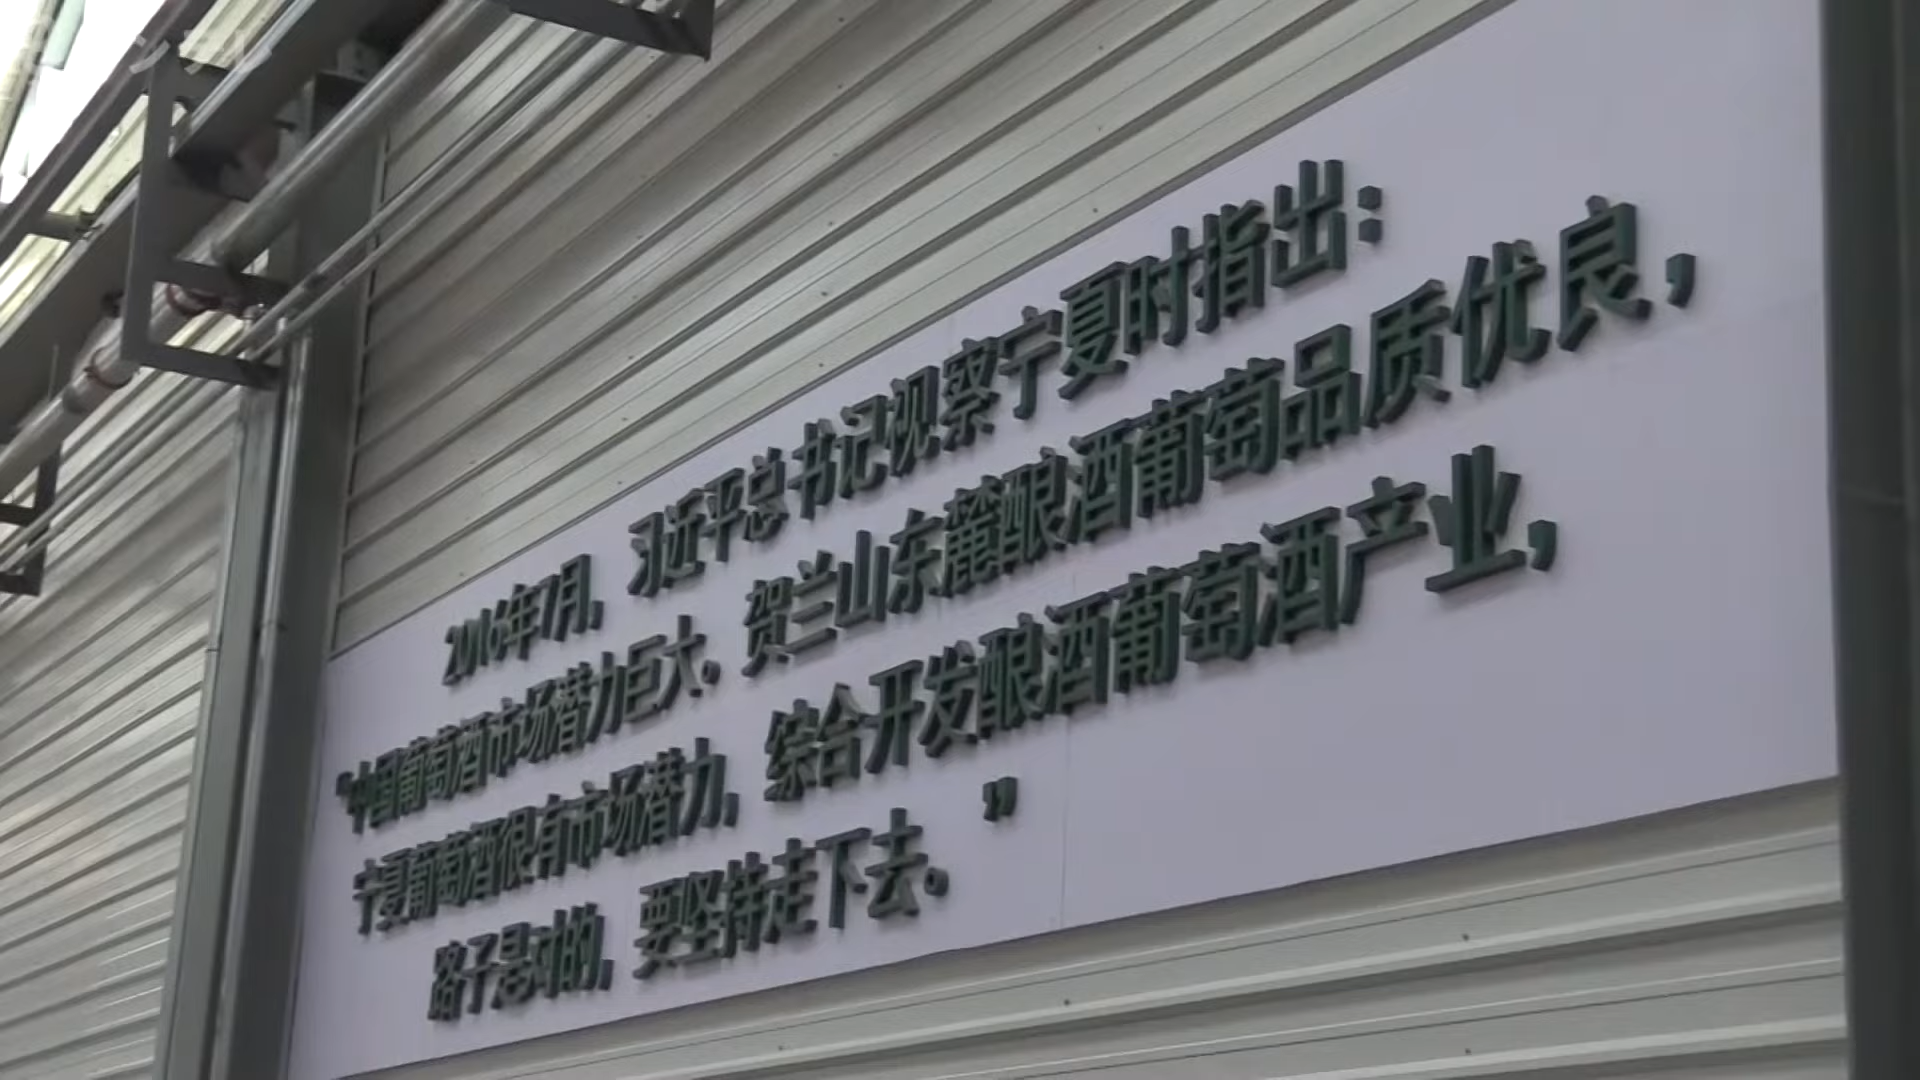 2016年7月，习近平总书记视察宁夏时指出：
“中国葡萄酒市场潜力巨大。贺兰山东麓酿酒葡萄品质优良，
宁夏葡萄酒很有市场潜力，综合开发酿酒葡萄酒产业，
路子是对的，要坚持走下去。”